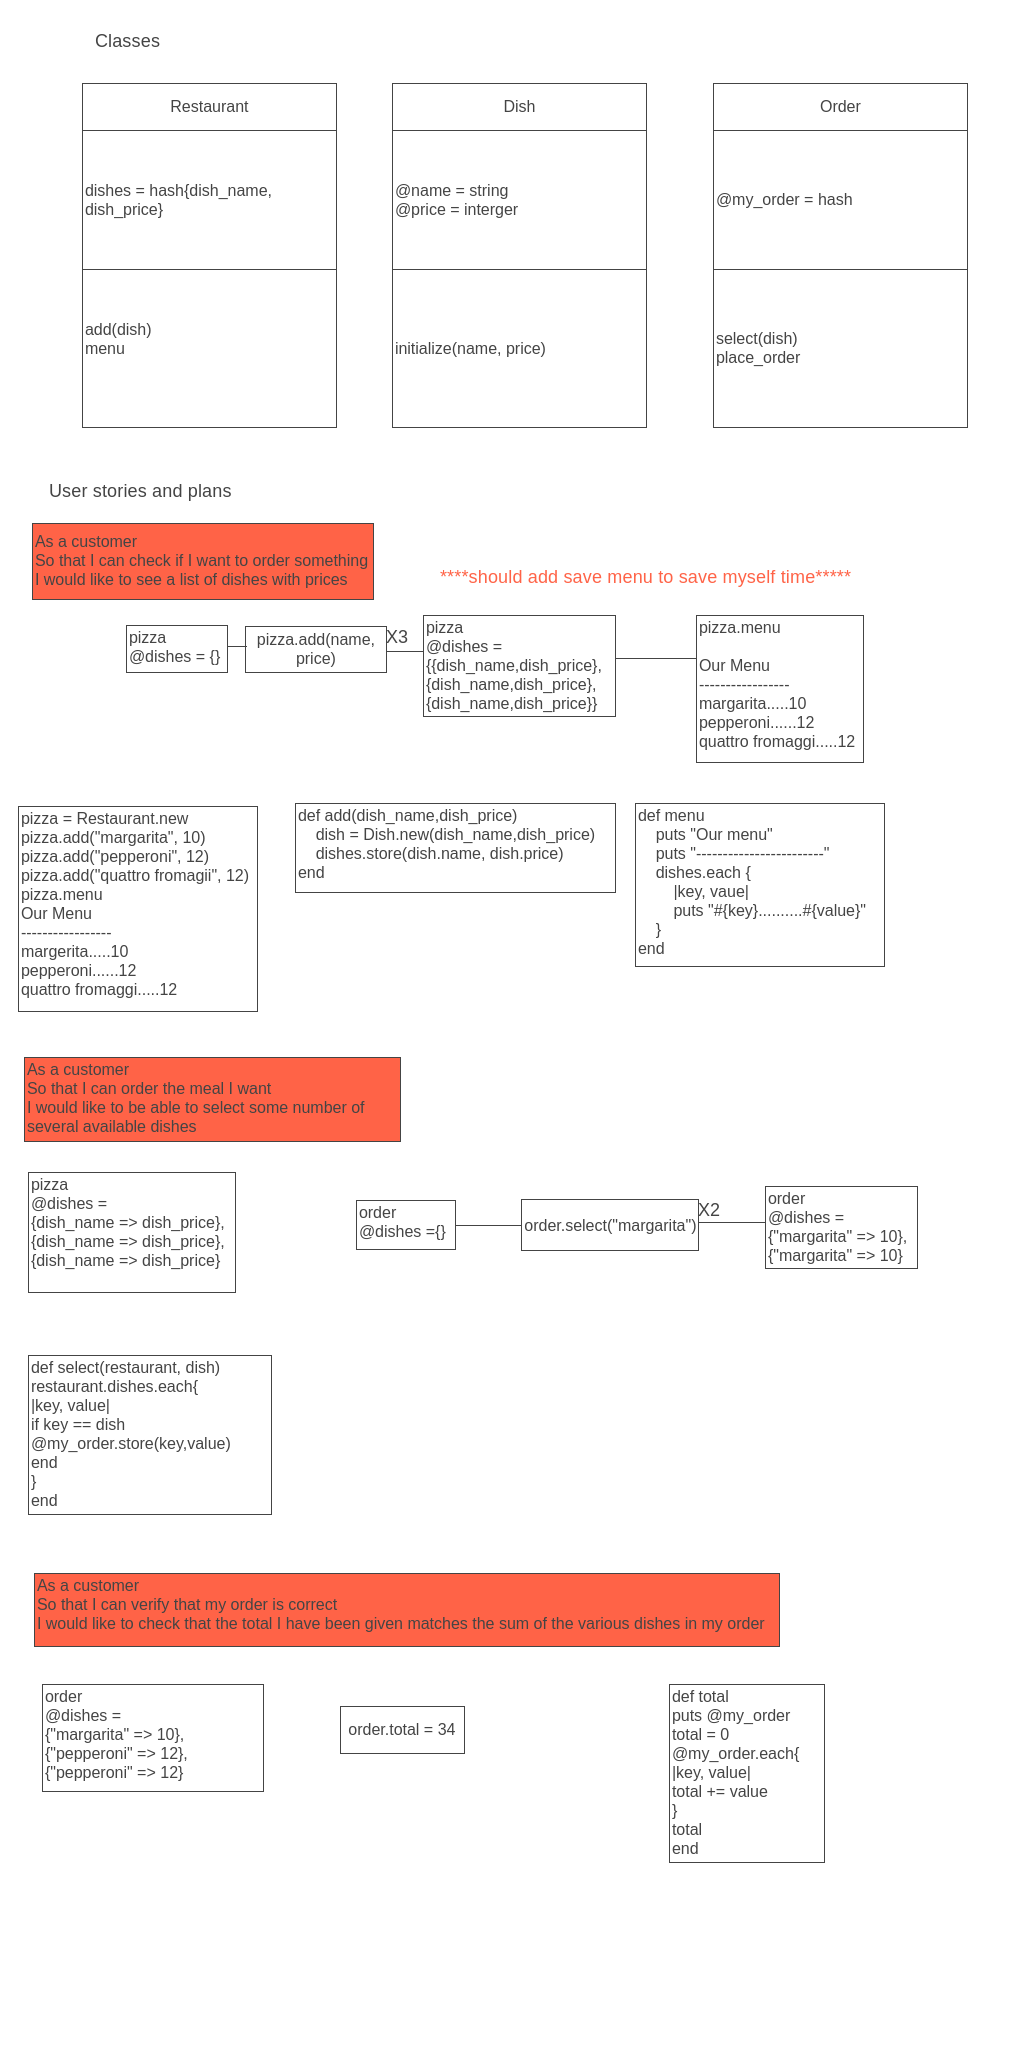 Classes
Restaurant
dishes = hash{dish_name,
dish_price}
add(dish)
menu
Dish
@name = string
@price = interger
initialize(name, price)
Order
@my_order = hash
select(dish)
place_order
User stories and plans
As a customer
So that I can check if I want to order something
I would like to see a list of dishes with prices
****should add save menu to save myself time*****
pizza
@dishes = {}
pizza.add(name,
price)
X3
pizza
@dishes =
{{dish_name,dish_price},
{dish_name,dish_price},
{dish_name,dish_price}}
pizza.menu
Our Menu
-----------------
margarita.....10
pepperoni......12
quattro fromaggi.....12
pizza = Restaurant.new
pizza.add("margarita", 10)
pizza.add("pepperoni", 12)
pizza.add("quattro fromagii", 12)
pizza.menu
Our Menu
-----------------
margerita.....10
pepperoni......12
quattro fromaggi.....12
def add(dish_name,dish_price)
    dish = Dish.new(dish_name,dish_price)
    dishes.store(dish.name, dish.price)
end
def menu
    puts "Our menu"
    puts "------------------------"
    dishes.each {
        |key, vaue|
        puts "#{key}..........#{value}"
    }
end
As a customer
So that I can order the meal I want
I would like to be able to select some number of
several available dishes
pizza
@dishes =
{dish_name => dish_price},
{dish_name => dish_price},
{dish_name => dish_price}
order
@dishes ={}
order.select("margarita")
X2
order
@dishes =
{"margarita" => 10},
{"margarita" => 10}
def select(restaurant, dish)
restaurant.dishes.each{
|key, value|
if key == dish
@my_order.store(key,value)
end
}
end
As a customer
So that I can verify that my order is correct
I would like to check that the total I have been given matches the sum of the various dishes in my order
order
@dishes =
{"margarita" => 10},
{"pepperoni" => 12},
{"pepperoni" => 12}
order.total = 34
def total
puts @my_order
total = 0
@my_order.each{
|key, value|
total += value
}
total
end